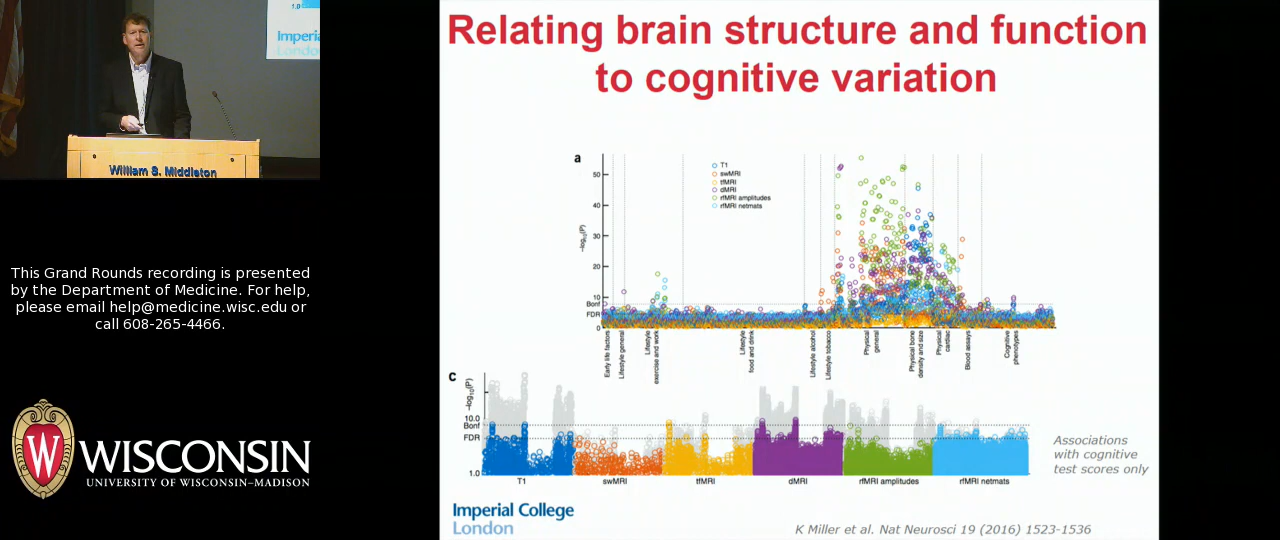 1.0
Imperial
London
William S. Middleton
This Grand Rounds recording is presented
by the Department of Medicine. For help,
please email help@medicine.wisc.edu or
call 608-265-4466.
W
WISCONSIN
UNIVERSITY OF WISCONSIN–MADISON
Relating brain structure and function
to cognitive variation
a
T1
swMRI
tfMRI
dMRI
rfMRI amplitudes
rfMRI netmats
50
40
30
20
10
Bonf
FDR
0
−log10(P)
Early life factors
Lifestyle general
Lifestyle
exercise and work
Lifestyle
food and drink
Lifestyle alcohol
Lifestyle tobacco
Physical
general
Physical bone
density and size
Physical
cardiac
Blood assays
Cognitive
phenotypes
c
−log10(P)
10.0
Bonf
FDR
1.0
T1
swMRI
tfMRI
dMRI
rfMRI amplitudes
rfMRI netmats
Associations
with cognitive
test scores only
Imperial College
London
K Miller et al. Nat Neurosci 19 (2016) 1523-1536